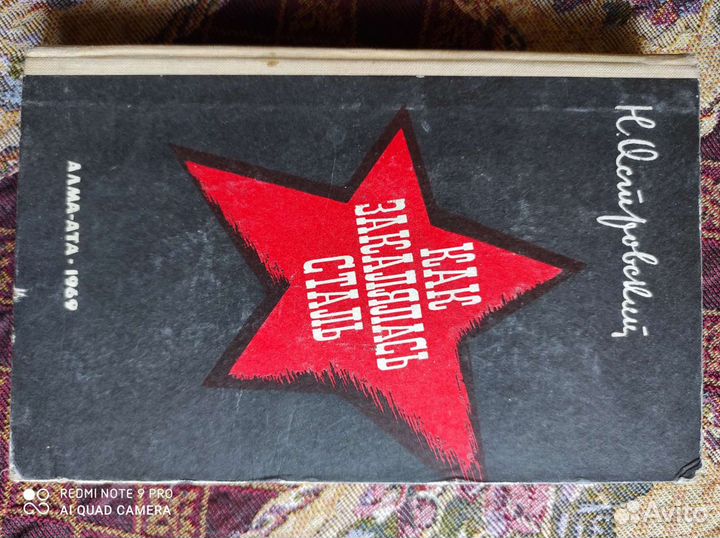 Н. Островский
КАК
ЗАКАЛЯЛАСЬ
СТАЛЬ
АЛМА-АТА · 1969
REDMI NOTE 9 PRO
AI QUAD CAMERA
Avito